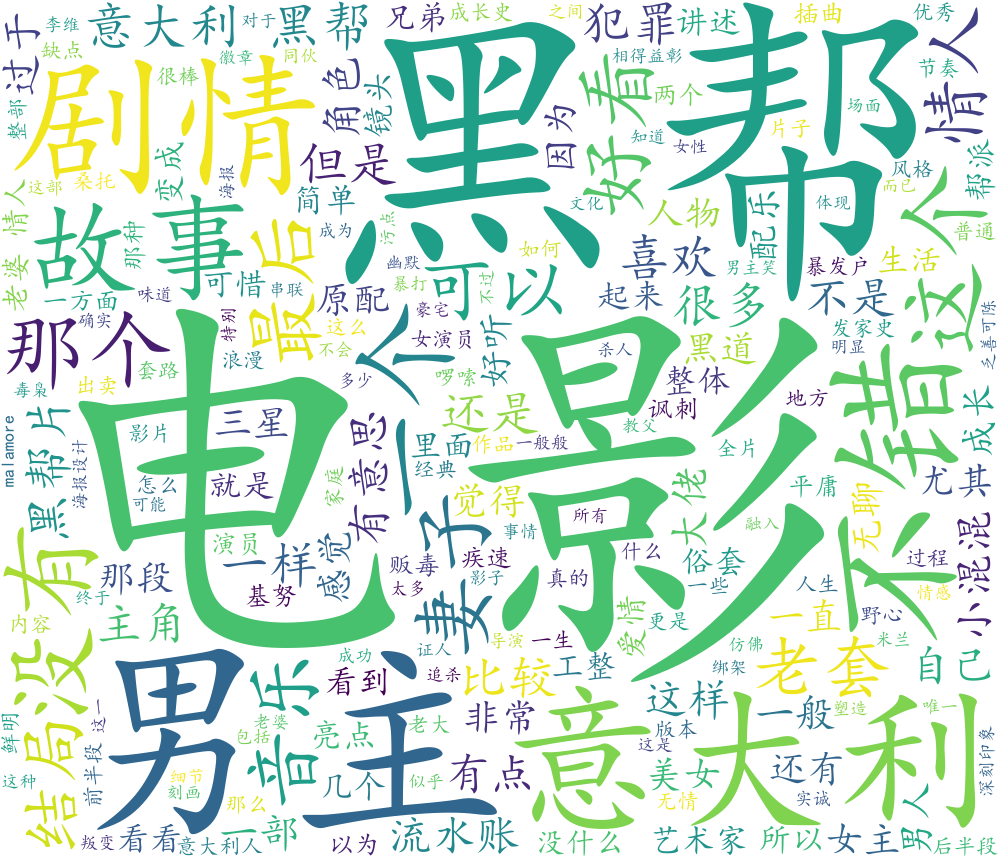 李维
对于
意大利
黑帮
兄弟
成长史
之间
犯罪
讲述
插曲
优秀
过于
缺点
很棒
徽章
同伙
剧情
黑
帮
角色
镜头
相得益彰
好看
两个
节奏
情人
整部
因为
知道
片子
场面
女性
但是
这部
桑托
变成
海报
简单
风格
而已
帮派
文化
人物
配乐
体现
个人
普通
老婆
情人
故事
那种
最后
成为
污点
幽默
可以
如何
喜欢
男主笑
暴发户
生活
一方面
味道
可惜
串联
原配
暴打
豪宅
不过
起来
很多
不是
这
那个
确实
特别
这么
不会
女演员
好听
发家史
明显
乏善可陈
毒枭
出卖
套路
浪漫
多少
一个
啰嗦
杀人
黑道
整体
电影
不错
malamore
黑帮片
海报设计
影片
三星
还是
讽刺
地方
成长
教父
里面
作品
一般般
经典
全片
怎么
可能
就是
家庭
有意思
觉得
大佬
平庸
尤其
无聊
没有
演员
一样
感觉
贩毒
疾速
妻子
事情
所有
什么
俗套
融入
过程
小混混
那段
基努
太多
影子
真的
一些
人生
情感
终于
主角
证人
导演
一生
更是
爱情
仿佛
一直
野心
米兰
内容
结局
男主
音乐
成功
看到
追杀
比较
工整
绑架
老套
自己
鲜明
这一
老婆
包括
亮点
老大
非常
意大利
这样
版本
一般
塑造
唯一
这种
前半段
细节
刻画
那么
几个
似乎
有点
这是
美女
无情
还有
实诚
男人
深刻印象
叛变
看看
意大利人
一部
以为
流水账
没什么
艺术家
所以
女主
后半段